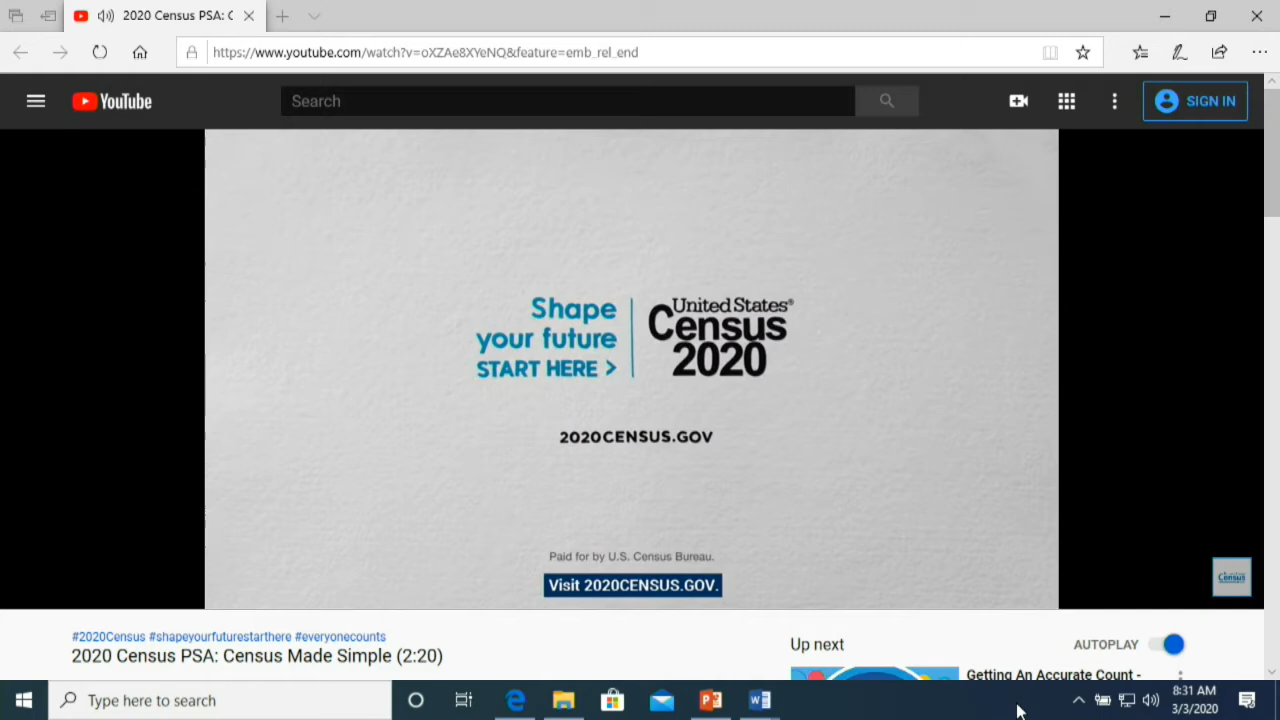 2020 Census PSA: C
https://www.youtube.com/watch?v=oXZAe8XYeNQ&feature=emb_rel_end
YouTube
Search
SIGN IN
Shape
your future
START HERE >
United States®
Census
2020
2020CENSUS.GOV
Paid for by U.S. Census Bureau.
Visit 2020CENSUS.GOV.
Census
#2020Census #shapeyourfuturestarthere #everyonecounts
2020 Census PSA: Census Made Simple (2:20)
Up next
AUTOPLAY
Getting An Accurate Count -
Type here to search
8:31 AM
3/3/2020